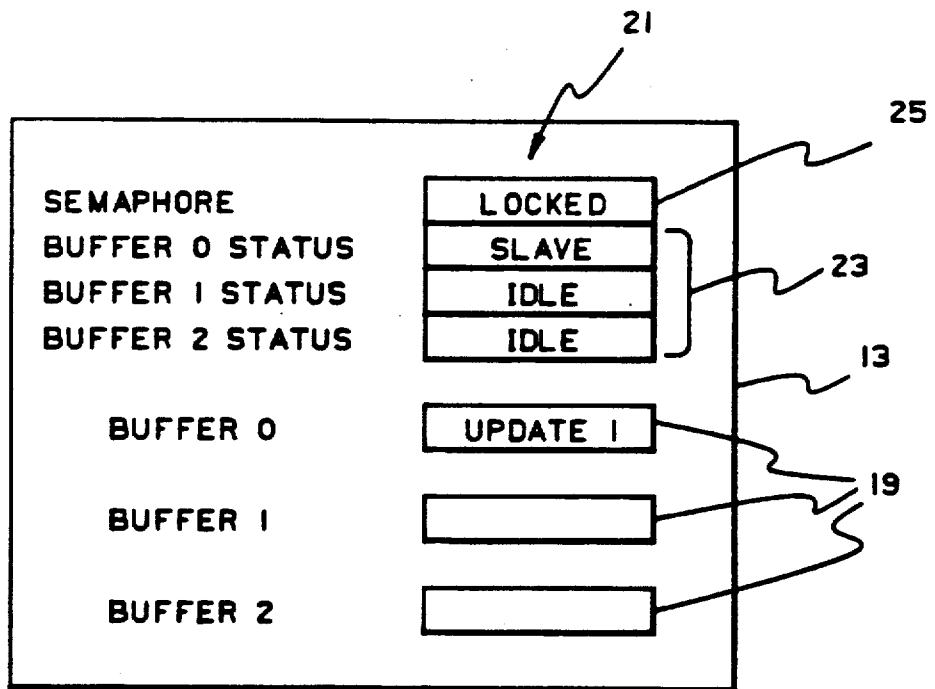 21
25
SEMAPHORE LOCKED
BUFFER 0 STATUS SLAVE
BUFFER 1 STATUS IDLE
23
BUFFER 2 STATUS IDLE
13
BUFFER 0 UPDATE 1
19
BUFFER 1
BUFFER 2